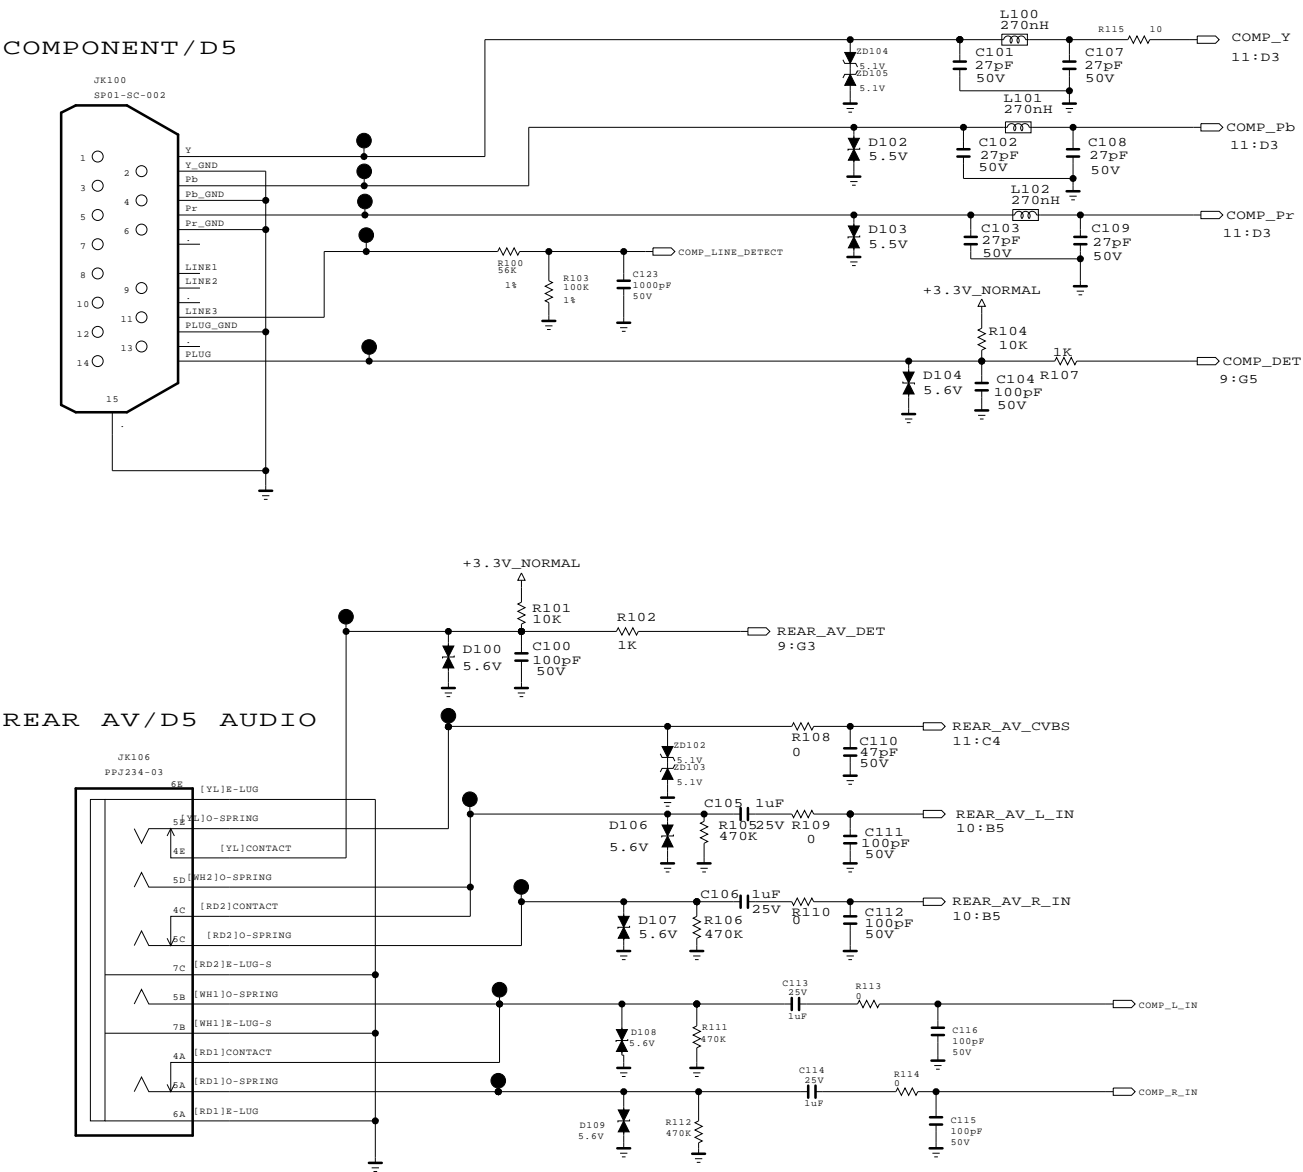 COMPONENT/D5
JK100
SP01-SC-002
1
2
3
4
5
6
7
8
9
10
11
12
13
14
15
.
Y
Y_GND
Pb
Pb_GND
Pr
Pr_GND
.
LINE1
LINE2
.
LINE3
PLUG_GND
.
PLUG
ZD104
5.1V
ZD105
5.1V
C101
27pF
50V
L100
270nH
C107
27pF
50V
R115 10
COMP_Y
11:D3
D102
5.5V
C102
27pF
50V
L101
270nH
C108
27pF
50V
COMP_Pb
11:D3
D103
5.5V
C103
27pF
50V
L102
270nH
C109
27pF
50V
COMP_Pr
11:D3
R100
56K
1%
R103
100K
1%
C123
1000pF
50V
COMP_LINE_DETECT
+3.3V_NORMAL
R104
10K
D104
5.6V
C104
100pF
50V
1K
R107
COMP_DET
9:G5
+3.3V_NORMAL
R101
10K
D100
5.6V
C100
100pF
50V
R102
1K
REAR_AV_DET
9:G3
REAR AV/D5 AUDIO
JK106
PPJ234-03
6E [YL]E-LUG
5E [YL]O-SPRING
4E [YL]CONTACT
5D [WH2]O-SPRING
4C [RD2]CONTACT
5C [RD2]O-SPRING
7C [RD2]E-LUG-S
5B [WH1]O-SPRING
7B [WH1]E-LUG-S
4A [RD1]CONTACT
5A [RD1]O-SPRING
6A [RD1]E-LUG
ZD102
5.1V
ZD103
5.1V
R108
0
C110
47pF
50V
REAR_AV_CVBS
11:C4
D106
5.6V
R105
470K
C105 1uF
25V
R109
0
C111
100pF
50V
REAR_AV_L_IN
10:B5
D107
5.6V
R106
470K
C106 1uF
25V
R110
0
C112
100pF
50V
REAR_AV_R_IN
10:B5
D108
5.6V
R111
470K
C113
25V
1uF
R113
0
C116
100pF
50V
COMP_L_IN
D109
5.6V
R112
470K
C114
25V
1uF
R114
0
C115
100pF
50V
COMP_R_IN